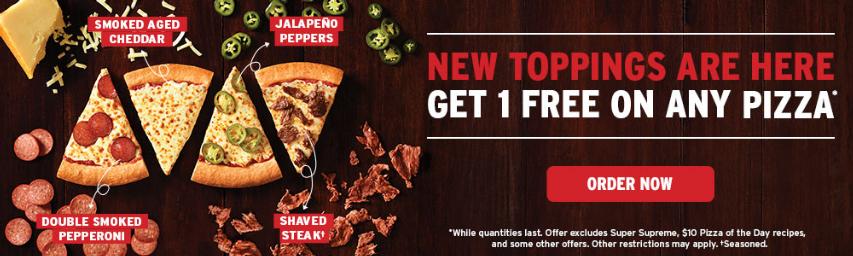 SMOKED AGED
CHEDDAR
JALAPEÑO
PEPPERS
DOUBLE SMOKED
PEPPERONI
SHAVED
STEAK†
NEW TOPPINGS ARE HERE
GET 1 FREE ON ANY PIZZA*
ORDER NOW
*While quantities last. Offer excludes Super Supreme, $10 Pizza of the Day recipes,
and some other offers. Other restrictions may apply. †Seasoned.